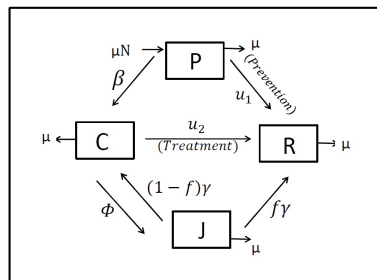 μN
P
μ
(Prevention)
β
u₁
μ
C
u₂
(Treatment)
R
μ
Φ
(1−f)γ
fγ
J
μ